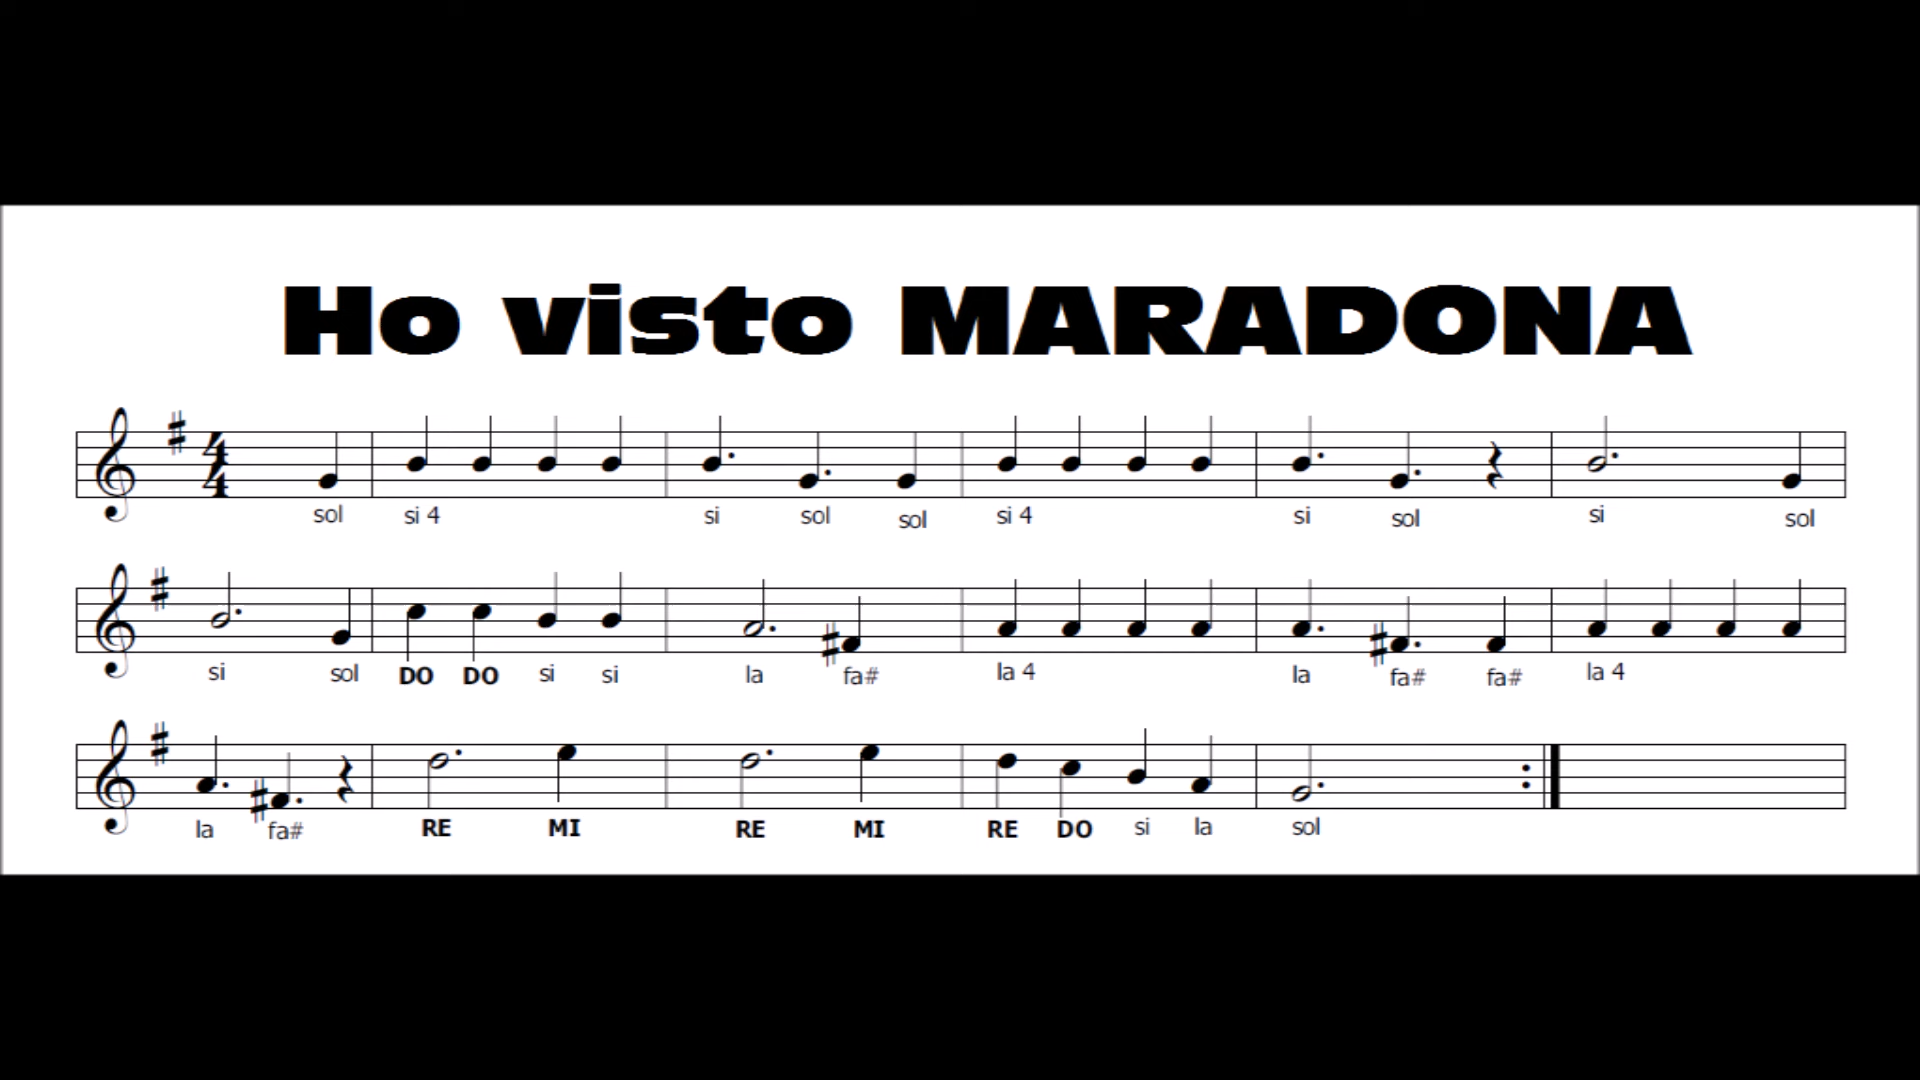 Ho visto MARADONA
4
4
sol si 4 si sol sol si 4 si sol si sol
si sol DO DO si si la fa# la 4 la fa# fa# la 4
la fa# RE MI RE MI RE DO si la sol